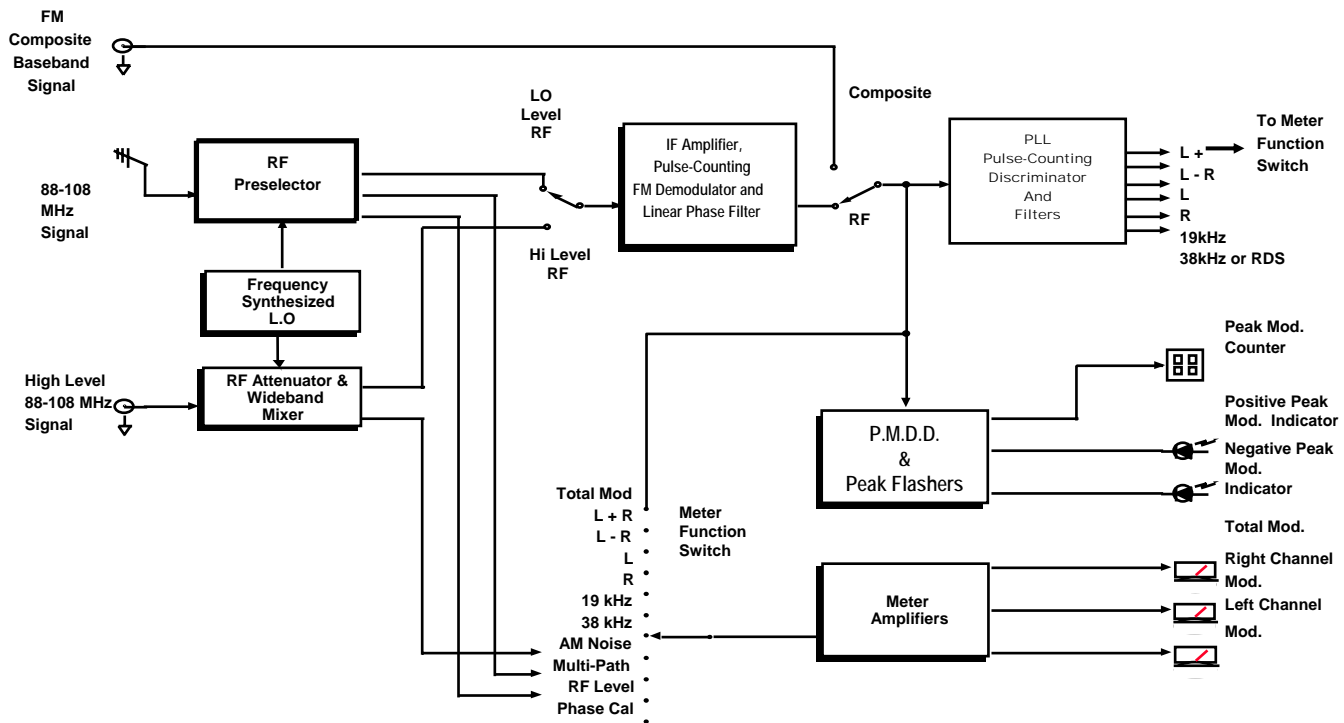 FM
Composite
Baseband
Signal
LO
Level
RF
Composite
88-108
MHz
Signal
RF
Preselector
IF Amplifier,
Pulse-Counting
FM Demodulator and
Linear Phase Filter
RF
PLL
Pulse-Counting
Discriminator
And
Filters
To Meter
Function
Switch
L +
L - R
L
R
19kHz
38kHz or RDS
Hi Level
RF
Frequency
Synthesized
L.O
High Level
88-108 MHz
Signal
RF Attenuator &
Wideband
Mixer
P.M.D.D.
&
Peak Flashers
Peak Mod.
Counter
Positive Peak
Mod. Indicator
Negative Peak
Mod.
Indicator
Total Mod
L + R
L - R
L
R
19 kHz
38 kHz
AM Noise
Multi-Path
RF Level
Phase Cal
Meter
Function
Switch
Meter
Amplifiers
Total Mod.
Right Channel
Mod.
Left Channel
Mod.